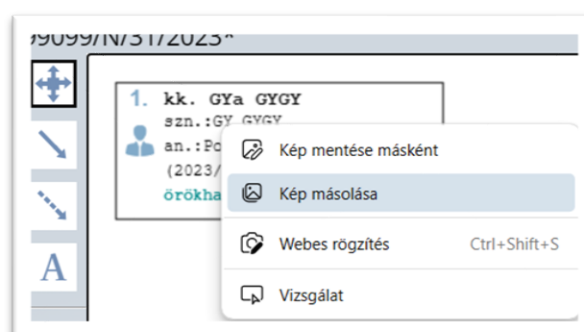 99099/N/31/2023*
1. kk. GYa GYGY
szn.:GY GYGY
an.:Po
(2023/
örökha
Kép mentése másként
Kép másolása
Webes rögzítés Ctrl+Shift+S
Vizsgálat
A